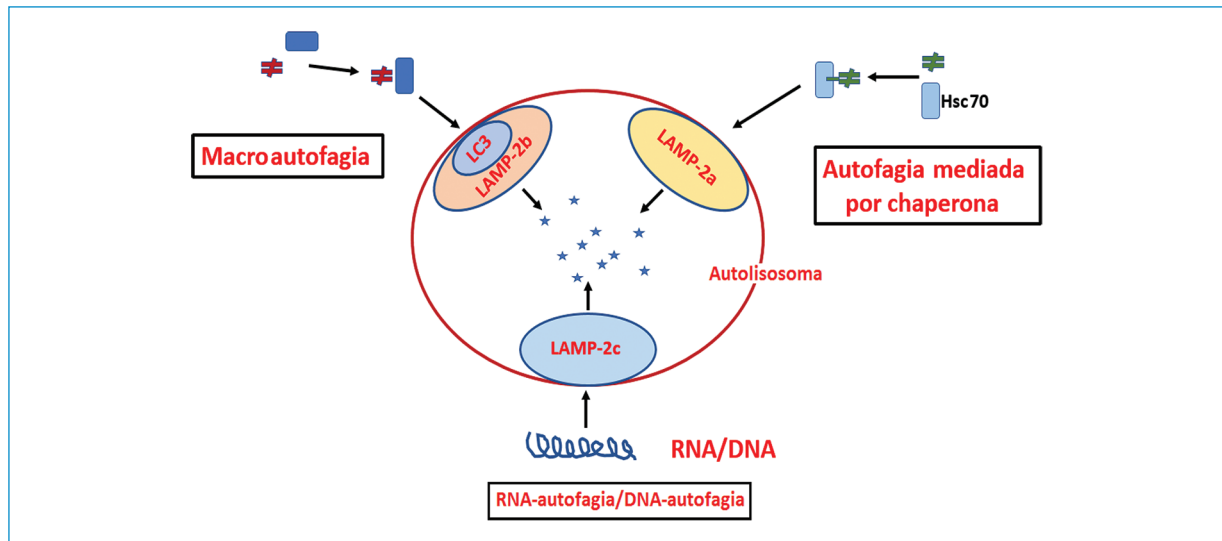 Hsc70
Macroautofagia
LC3
LAMP-2b
LAMP-2a
Autofagia mediada
por chaperona
Autolisosoma
LAMP-2c
RNA/DNA
RNA-autofagia/DNA-autofagia